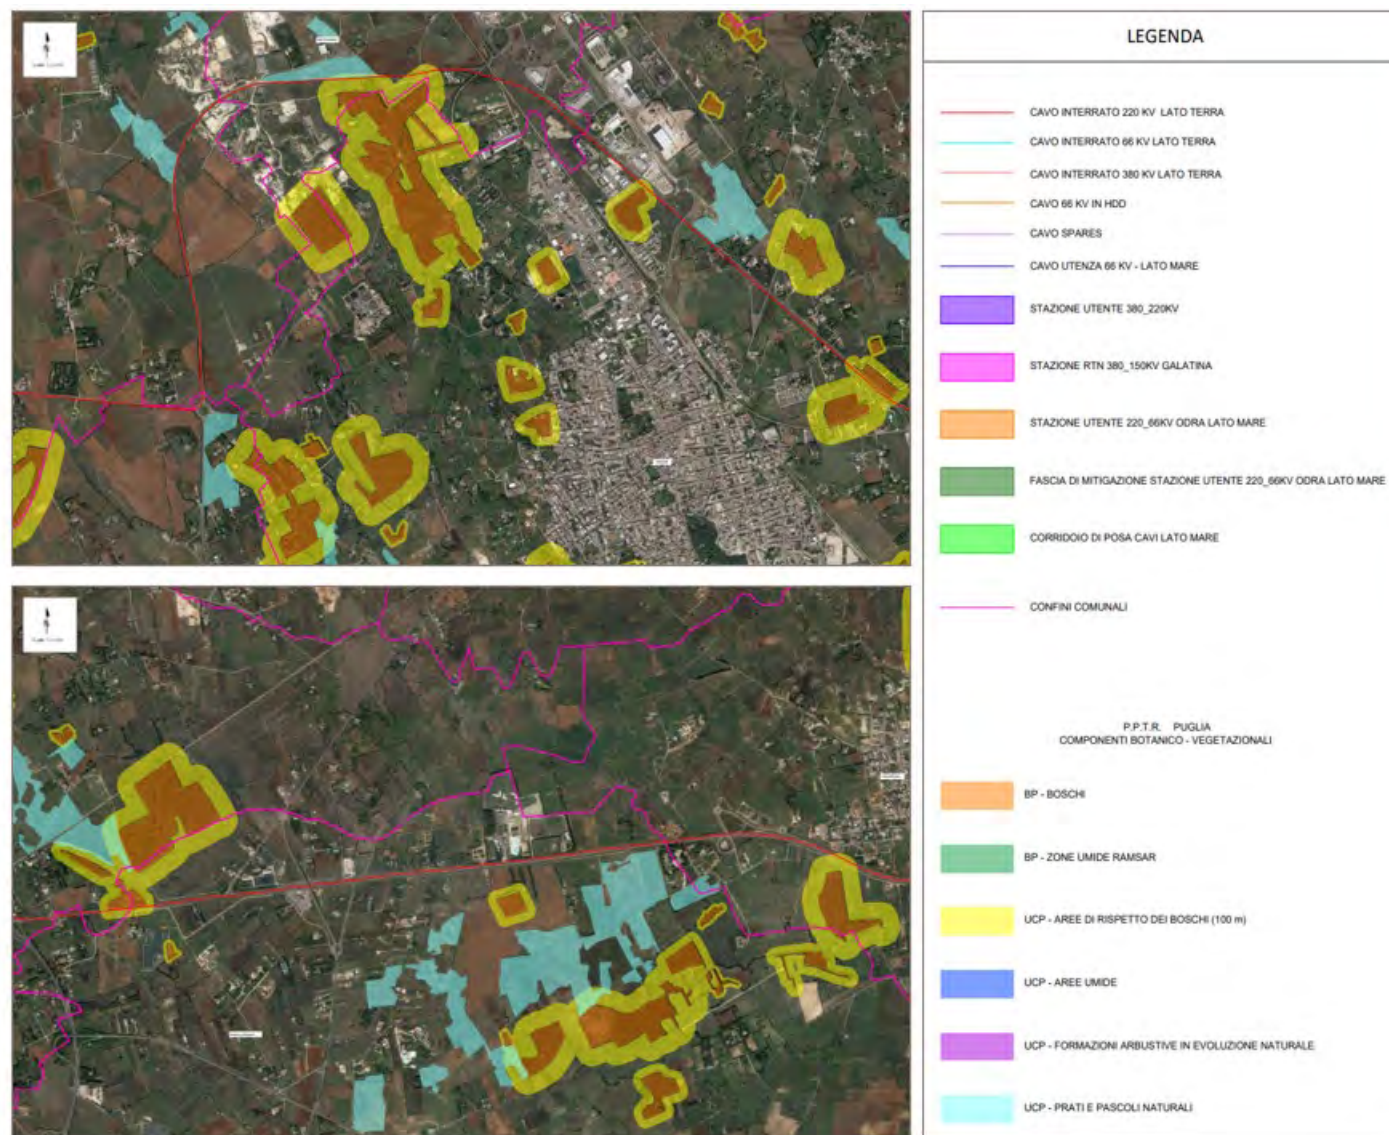 LEGENDA
CAVO INTERRATO 220 KV LATO TERRA
CAVO INTERRATO 66 KV LATO TERRA
CAVO INTERRATO 380 KV LATO TERRA
CAVO 66 KV IN HDD
CAVO SPARES
CAVO UTENZA 66 KV - LATO MARE
STAZIONE UTENTE 380_220KV
STAZIONE RTN 380_150KV GALATINA
STAZIONE UTENTE 220_66KV ODRA LATO MARE
FASCIA DI MITIGAZIONE STAZIONE UTENTE 220_66KV ODRA LATO MARE
CORRIDOIO DI POSA CAVI LATO MARE
CONFINI COMUNALI
P.P.T.R. PUGLIA
COMPONENTI BOTANICO - VEGETAZIONALI
BP - BOSCHI
BP - ZONE UMIDE RAMSAR
UCP - AREE DI RISPETTO DEI BOSCHI (100 m)
UCP - AREE UMIDE
UCP - FORMAZIONI ARBUSTIVE IN EVOLUZIONE NATURALE
UCP - PRATI E PASCOLI NATURALI